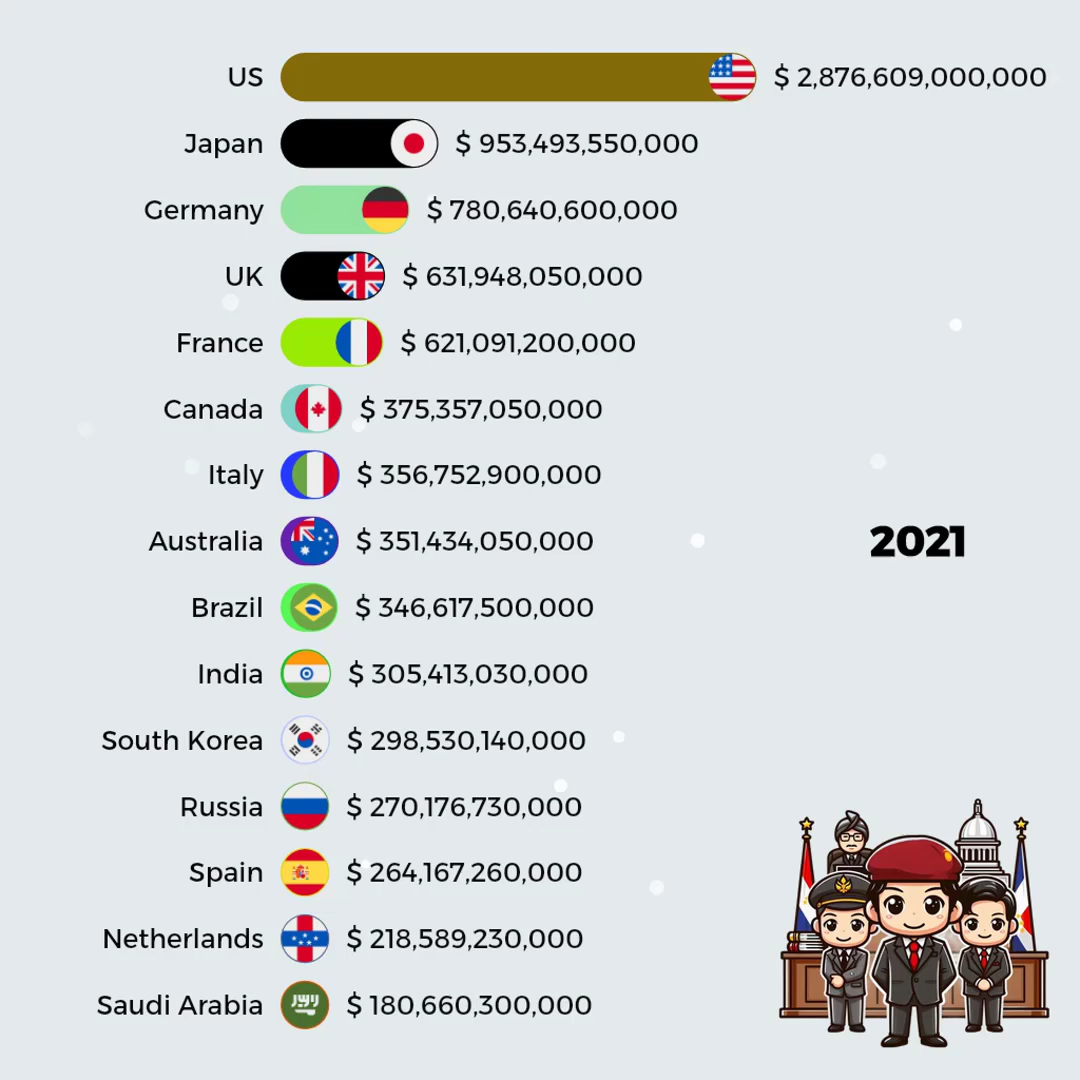 US $ 2,876,609,000,000
Japan $ 953,493,550,000
Germany $ 780,640,600,000
UK $ 631,948,050,000
France $ 621,091,200,000
Canada $ 375,357,050,000
Italy $ 356,752,900,000
Australia $ 351,434,050,000
2021
Brazil $ 346,617,500,000
India $ 305,413,030,000
South Korea $ 298,530,140,000
Russia $ 270,176,730,000
Spain $ 264,167,260,000
Netherlands $ 218,589,230,000
Saudi Arabia $ 180,660,300,000